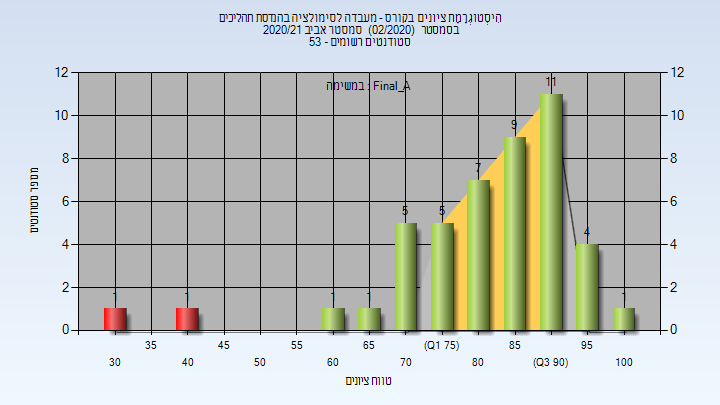 היסְטוֹגְרַמַת ציונים בקורס - מעבדה לסימולציה בהנדסת תהליכים
בסמסטר (02/2020) סמסטר אביב 2020/21
סטודנטים רשומים - 53
במשימה : Final_A
מספר סטודנטים
12 12
10 10
8 8
6 6
4 4
2 2
0 0
1 1 1 1 5 5 7 9 11 4 1
35 45 55 65 (Q1 75) 85 95
30 40 50 60 70 80 (Q3 90) 100
טווח ציונים